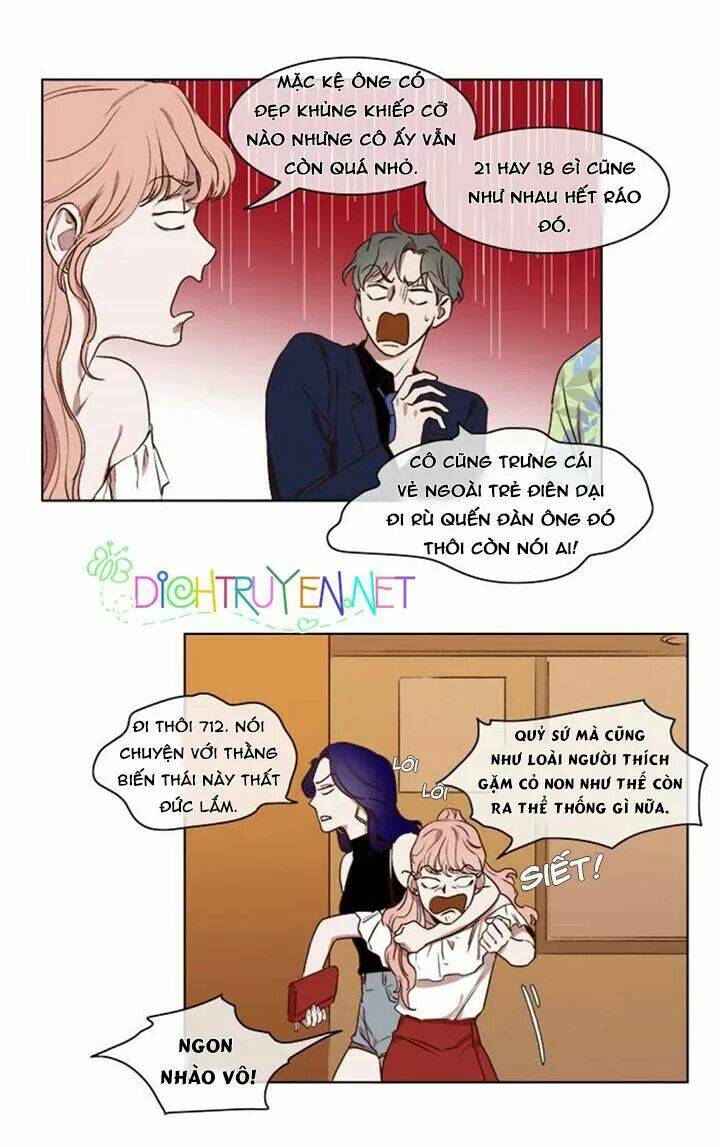 MẶC KỆ ÔNG CÓ
ĐẸP KHỦNG KHIẾP CỠ
NÀO NHƯNG CÔ ẤY VẪN
CÒN QUÁ NHỎ.
21 HAY 18 GÌ CŨNG
NHƯ NHAU HẾT RÁO
ĐÓ.
CÔ CŨNG TRƯNG CÁI
VẺ NGOÀI TRẺ ĐIÊN DẠI
ĐI RÙ QUẾN ĐÀN ÔNG ĐÓ
THÔI CÒN NÓI AI!
DICHTRUYEN.NET
ĐI THÔI 712. NÓI
CHUYỆN VỚI THẰNG
BIẾN THÁI NÀY THẤT
ĐỨC LẮM.
LÔI
LÔI
QUỶ SỨ MÀ CŨNG
NHƯ LOÀI NGƯỜI THÍCH
GẶM CỎ NON NHƯ THẾ CÒN
RA THỂ THỐNG GÌ NỮA.
SIẾT!
NGON
NHÀO VÔ!